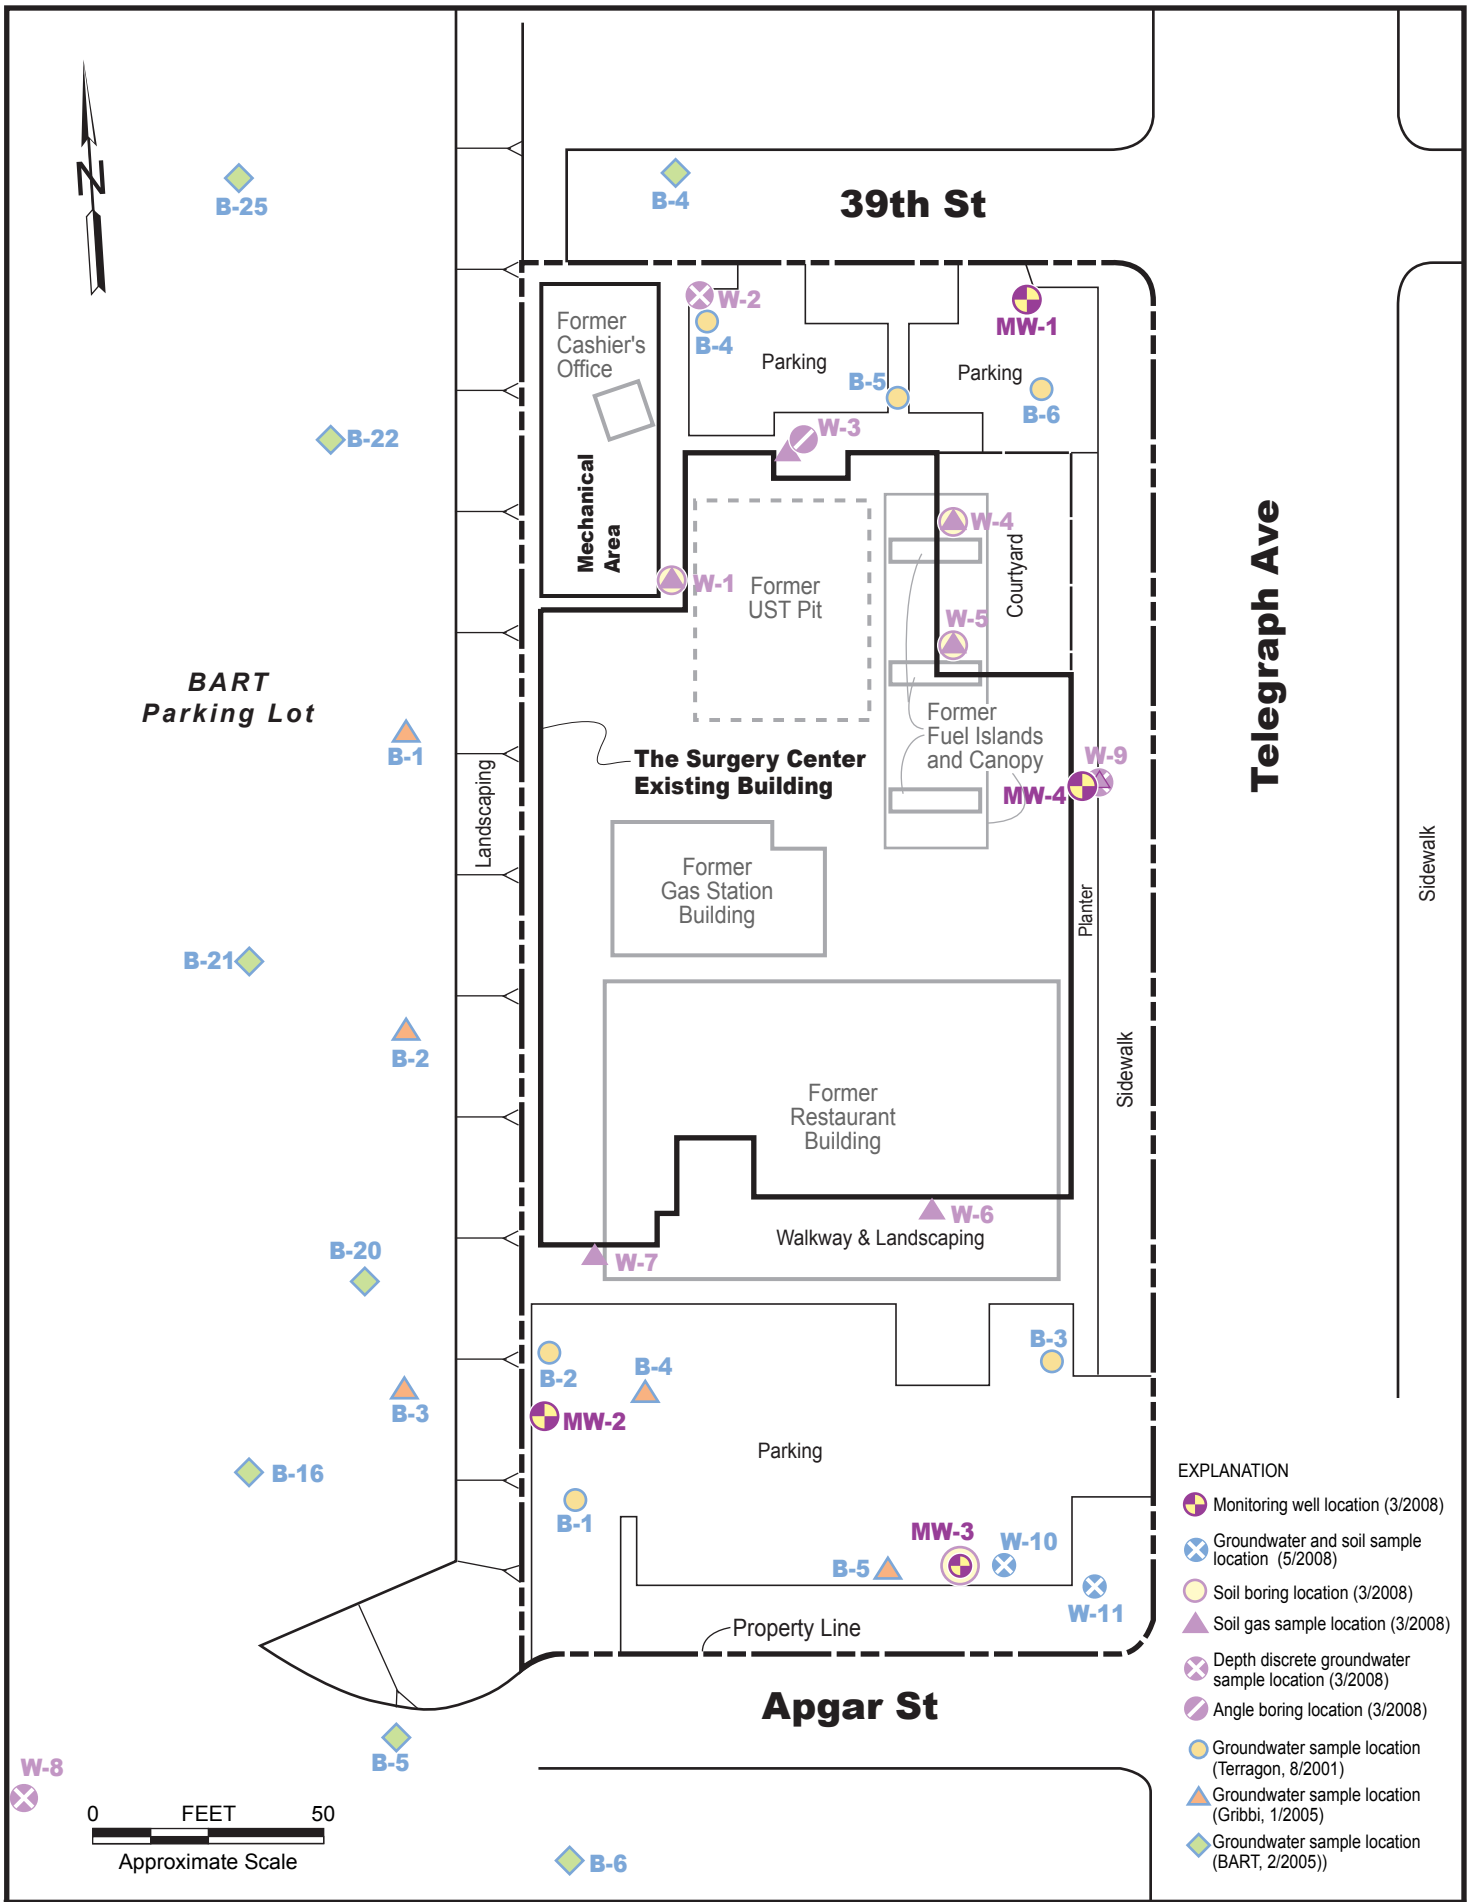 N
B-25
B-4
39th St
W-2
B-4
MW-1
Former
Cashier's
Office
Parking
B-5
Parking
B-6
B-22
W-3
Mechanical
Area
W-4
Courtyard
W-1
Former
UST Pit
W-5
Telegraph Ave
BART
Parking Lot
B-1
Former
Fuel Islands
and Canopy
The Surgery Center
Existing Building
W-9
MW-4
Landscaping
Sidewalk
Former
Gas Station
Building
Planter
B-21
B-2
Sidewalk
Former
Restaurant
Building
W-6
Walkway & Landscaping
B-20
W-7
B-3
B-2
B-4
B-3
MW-2
Parking
B-16
B-1
MW-3
W-10
B-5
W-11
Property Line
Apgar St
B-5
W-8
0 FEET 50
Approximate Scale
B-6
EXPLANATION
Monitoring well location (3/2008)
Groundwater and soil sample
location (5/2008)
Soil boring location (3/2008)
Soil gas sample location (3/2008)
Depth discrete groundwater
sample location (3/2008)
Angle boring location (3/2008)
Groundwater sample location
(Terragon, 8/2001)
Groundwater sample location
(Gribbi, 1/2005)
Groundwater sample location
(BART, 2/2005))